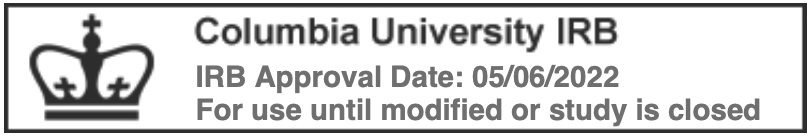 Columbia University IRB
IRB Approval Date: 05/06/2022
For use until modified or study is closed